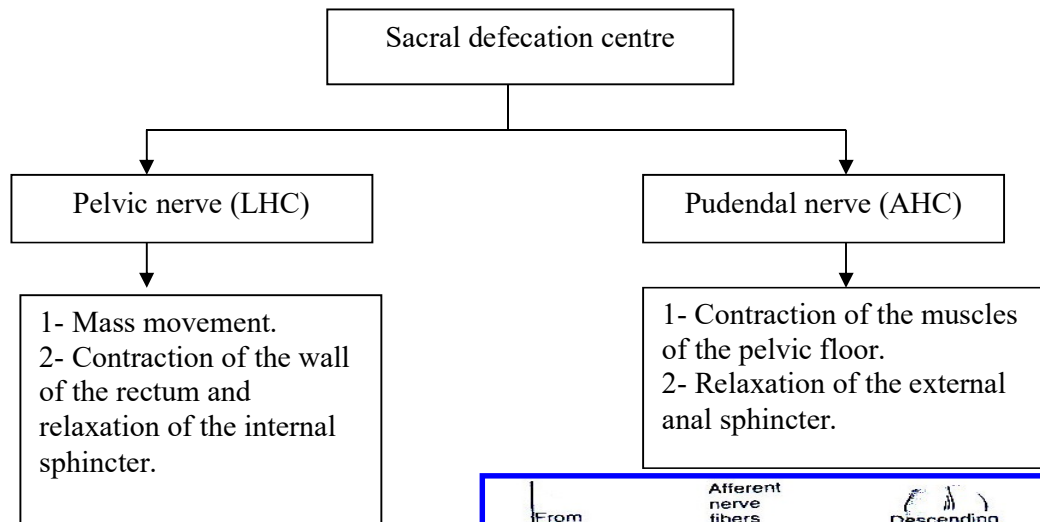 Sacral defecation centre
Pelvic nerve (LHC)
Pudendal nerve (AHC)
1- Mass movement.
2- Contraction of the wall
of the rectum and
relaxation of the internal
sphincter.
1- Contraction of the muscles
of the pelvic floor.
2- Relaxation of the external
anal sphincter.
From
Afferent
nerve
fibers
Descending